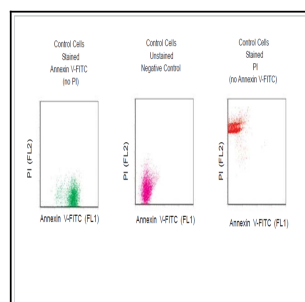 Control Cells
Stained
Annexin V-FITC
(no PI)
PI (FL2)
Annexin V-FITC (FL1)
Control Cells
Unstained
Negative Control
PI (FL2)
Annexin V-FITC (FL1)
Control Cells
Stained
PI
(no Annexin V-FITC)
PI (FL2)
Annexin V-FITC (FL1)